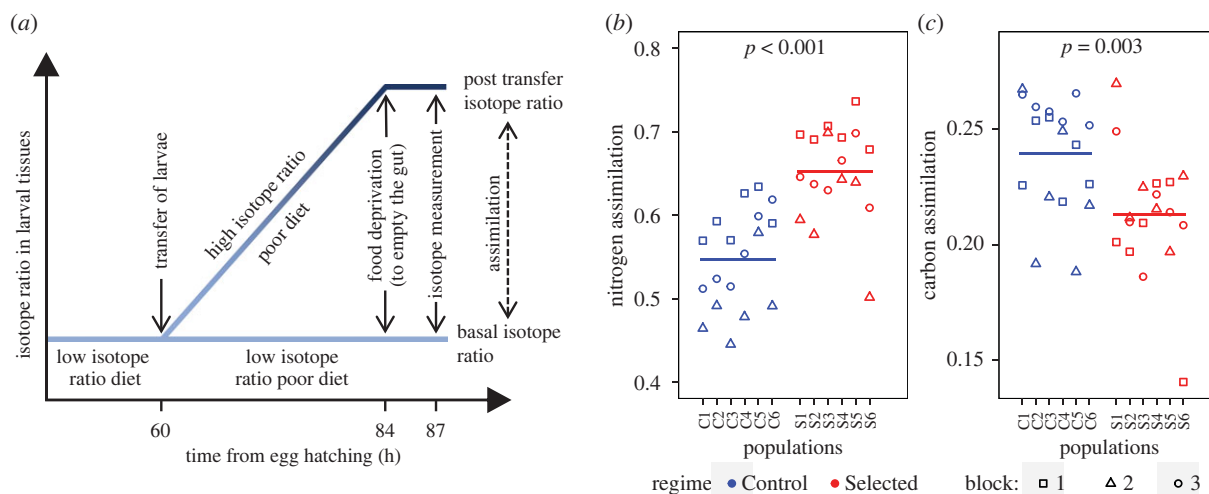 (a)
isotope ratio in larval tissues
transfer of larvae
high isotope ratio
poor diet
food deprivation
(to empty the gut)
isotope measurement
assimilation
post transfer
isotope ratio
basal isotope
ratio
low isotope
ratio diet
low isotope
ratio poor diet
60
84
87
time from egg hatching (h)
(b)
p < 0.001
nitrogen assimilation
0.8
0.7
0.6
0.5
0.4
C1 C2 C3 C4 C5 C6 S1 S2 S3 S4 S5 S6
populations
(c)
p = 0.003
carbon assimilation
0.25
0.20
0.15
C1 C2 C3 C4 C5 C6 S1 S2 S3 S4 S5 S6
populations
regime Control Selected block: 1 2 3